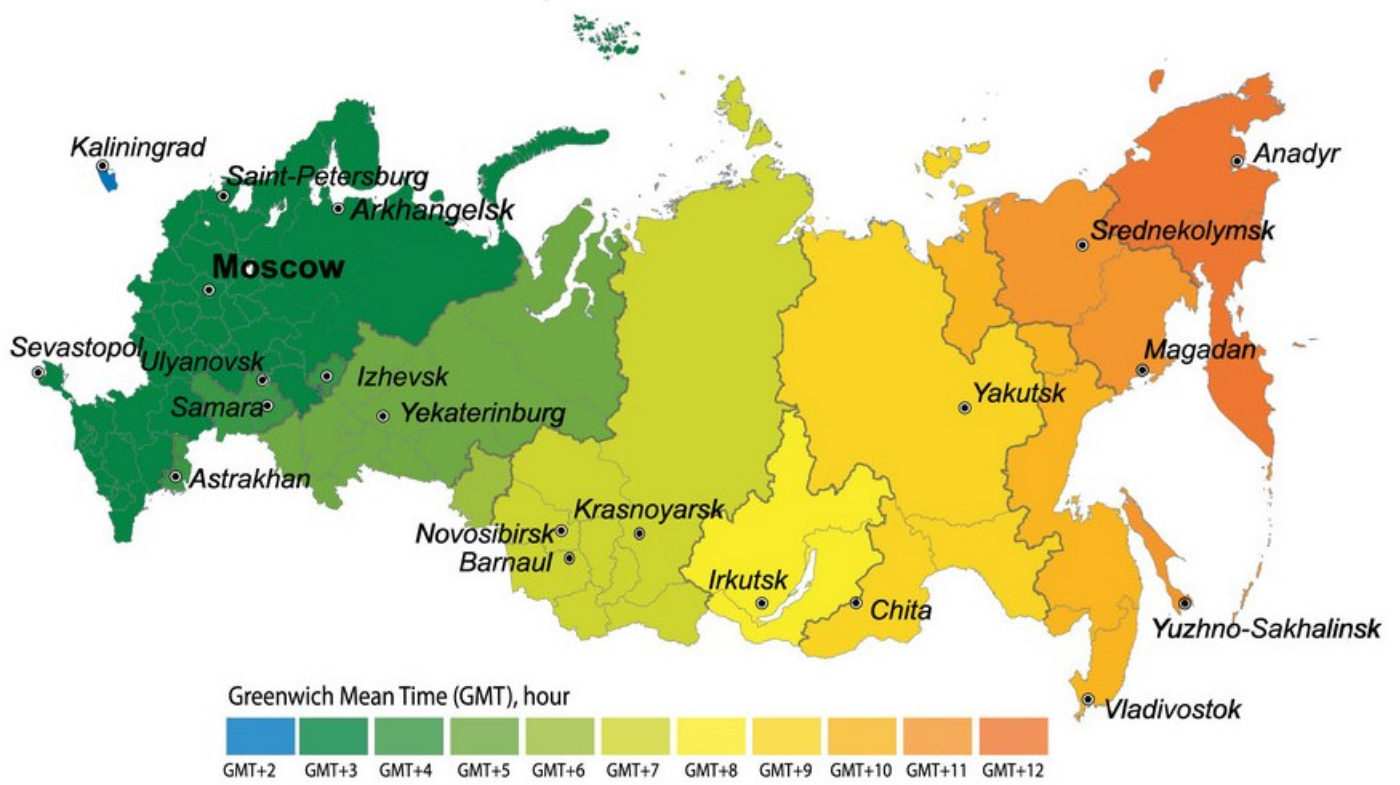 Kaliningrad
Saint-Petersburg
Anadyr
Arkhangelsk
Srednekolymsk
Moscow
Sevastopol
Ulyanovsk
Izhevsk
Magadan
Samara
Yekaterinburg
Yakutsk
Astrakhan
Krasnoyarsk
Novosibirsk
Barnaul
Irkutsk
Chita
Yuzhno-Sakhalinsk
Vladivostok
Greenwich Mean Time (GMT), hour
GMT+2 GMT+3 GMT+4 GMT+5 GMT+6 GMT+7 GMT+8 GMT+9 GMT+10 GMT+11 GMT+12